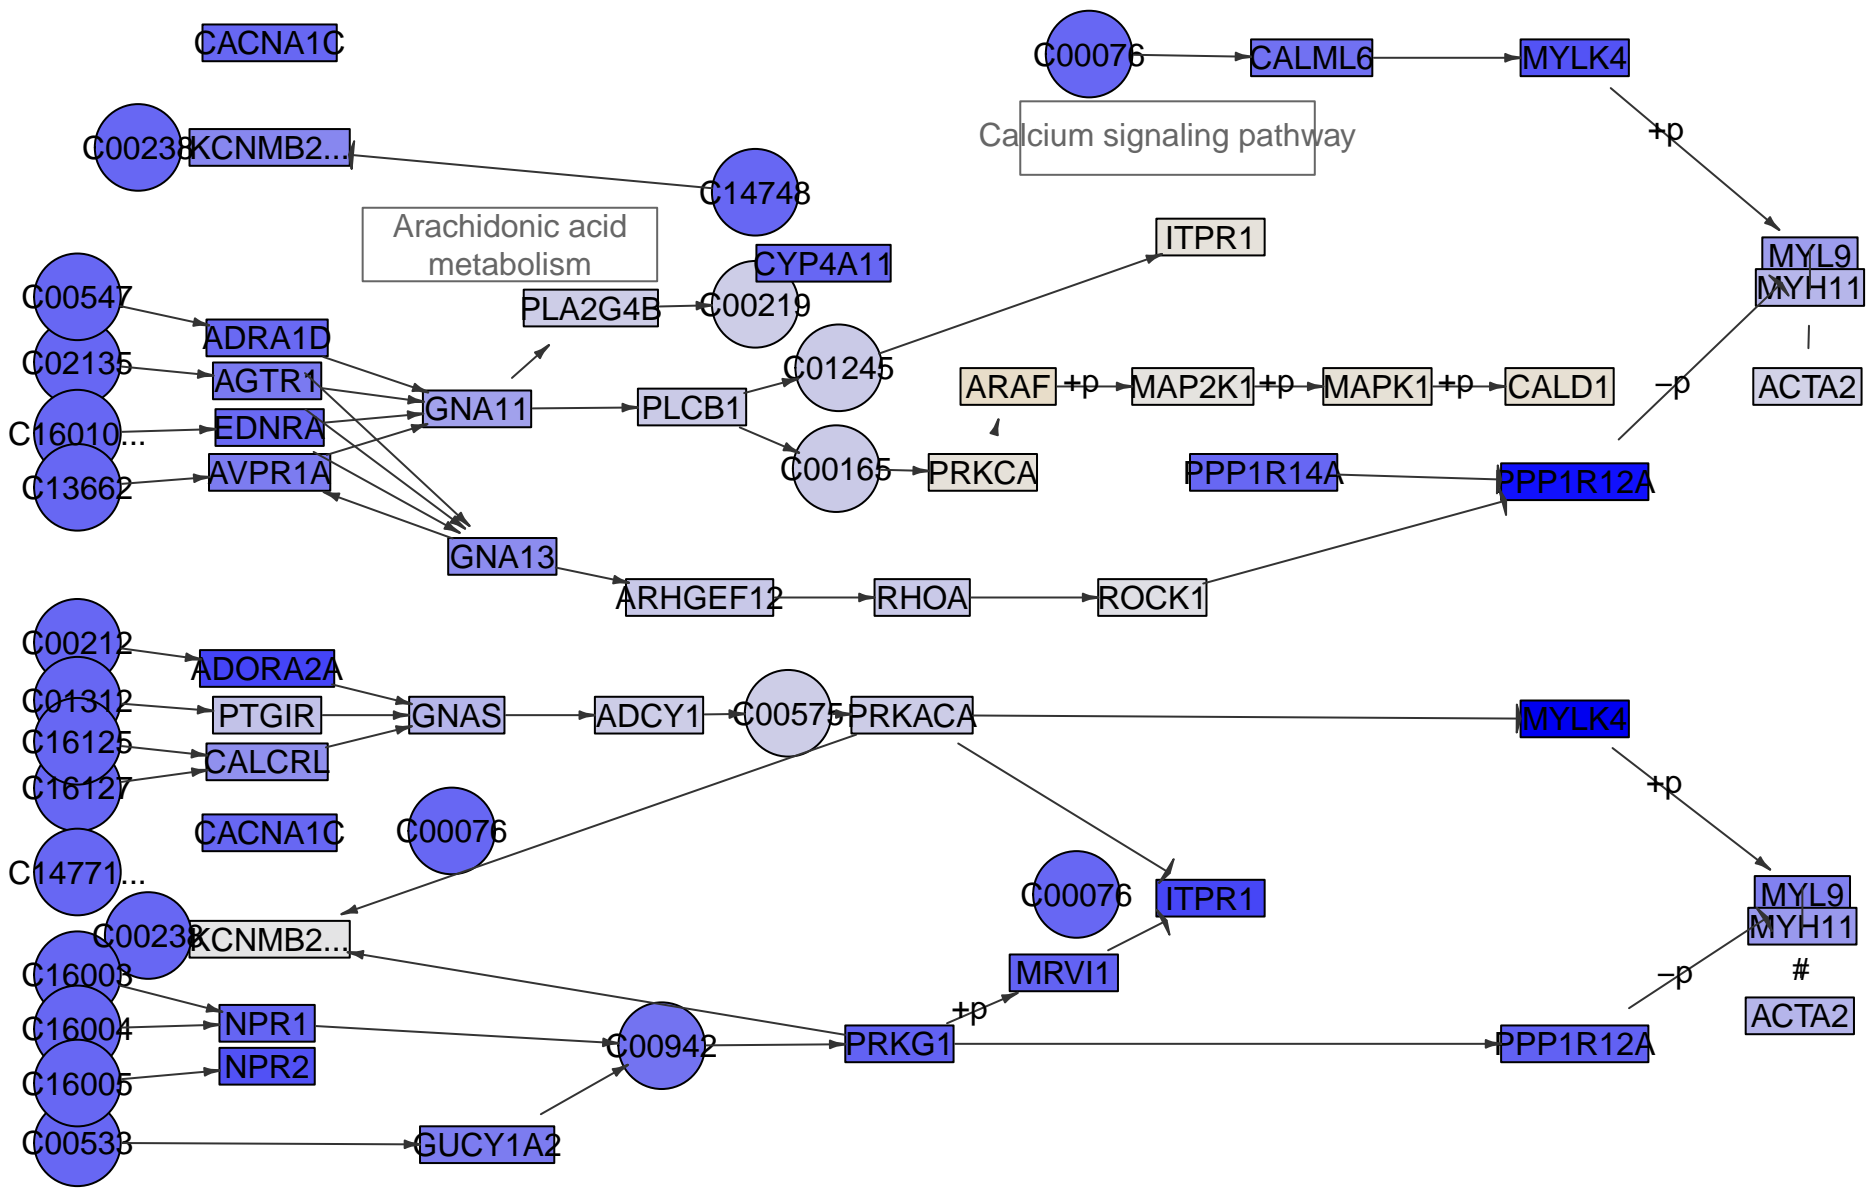 CACNA1C
C00076
CALML6
MYLK4
+p
Calcium signaling pathway
C00238
KCNMB2...
C14748
Arachidonic acid
metabolism
ITPR1
CYP4A11
MYL9
MYH11
C00547
PLA2G4B
C00219
ADRA1D
C02135
AGTR1
C01245
ARAF
+p
MAP2K1
+p
MAPK1
+p
CALD1
–p
ACTA2
GNA11
PLCB1
C16010...
EDNRA
C00165
PRKCA
PPP1R14A
PPP1R12A
C13662
AVPR1A
GNA13
ARHGEF12
RHOA
ROCK1
C00212
ADORA2A
C01312
PTGIR
GNAS
ADCY1
C00575
PRKACA
MYLK4
C16125
CALCRL
C16127
+p
CACNA1C
C00076
C14771...
C00076
ITPR1
MYL9
MYH11
C00238
KCNMB2...
C16003
MRVI1
–p
#
+p
ACTA2
C16004
NPR1
C00942
PRKG1
PPP1R12A
C16005
NPR2
C00533
GUCY1A2